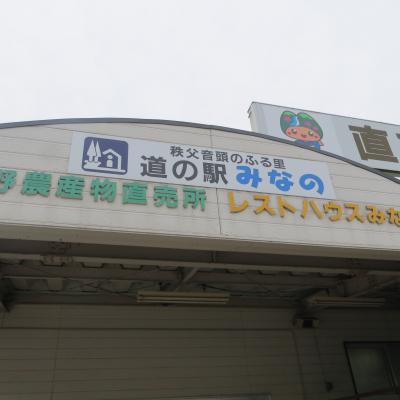 秩父音頭のふる里
道の駅 みなの
野農産物直売所 レストハウスみな
直